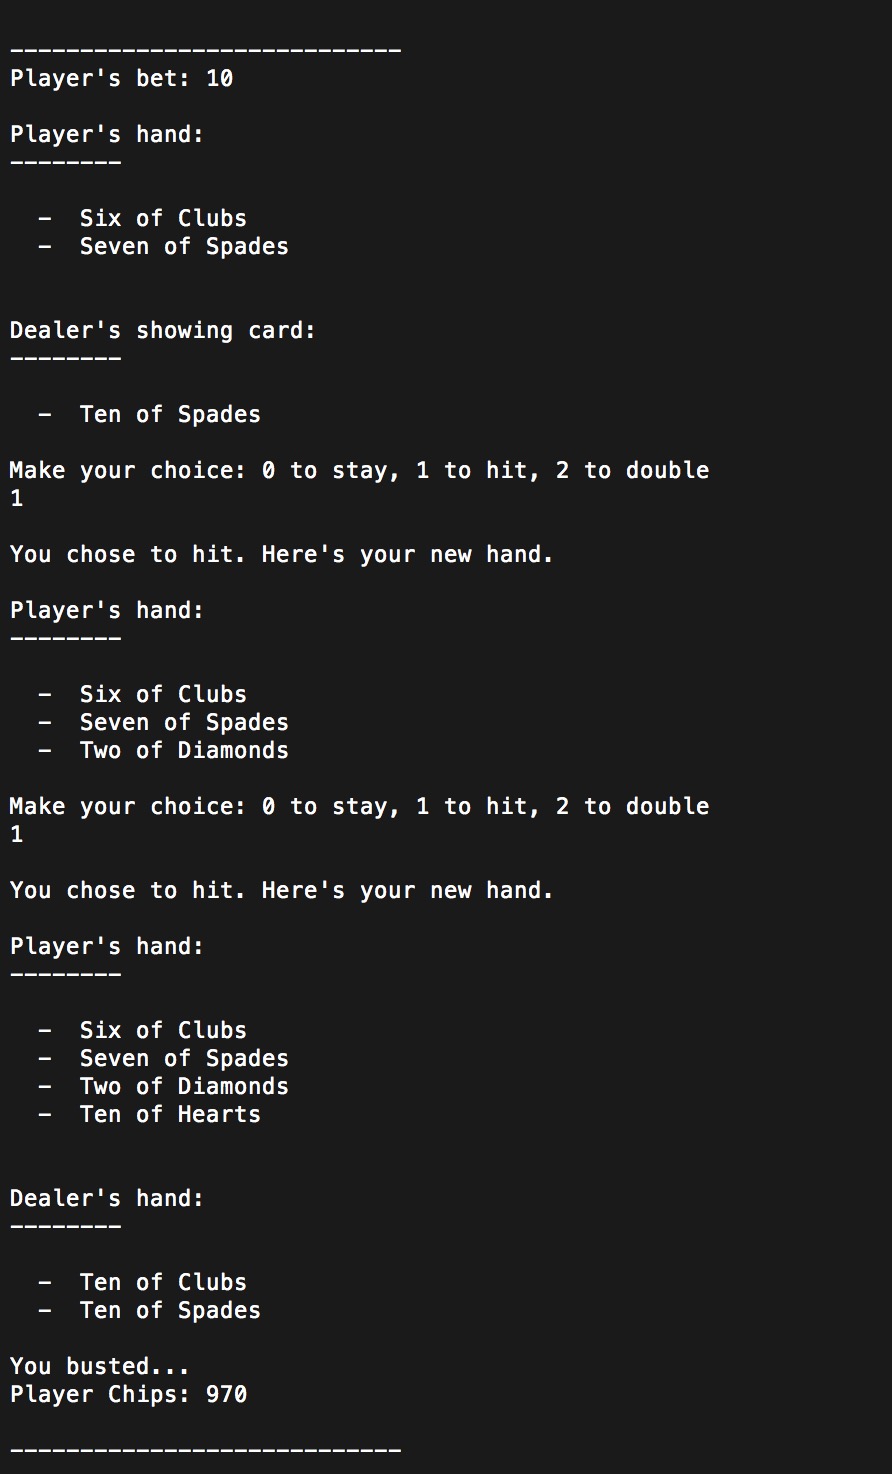 ----------------------------
Player's bet: 10
Player's hand:
--------
  -  Six of Clubs
  -  Seven of Spades
Dealer's showing card:
--------
  -  Ten of Spades
Make your choice: 0 to stay, 1 to hit, 2 to double
1
You chose to hit. Here's your new hand.
Player's hand:
--------
  -  Six of Clubs
  -  Seven of Spades
  -  Two of Diamonds
Make your choice: 0 to stay, 1 to hit, 2 to double
1
You chose to hit. Here's your new hand.
Player's hand:
--------
  -  Six of Clubs
  -  Seven of Spades
  -  Two of Diamonds
  -  Ten of Hearts
Dealer's hand:
--------
  -  Ten of Clubs
  -  Ten of Spades
You busted...
Player Chips: 970
----------------------------